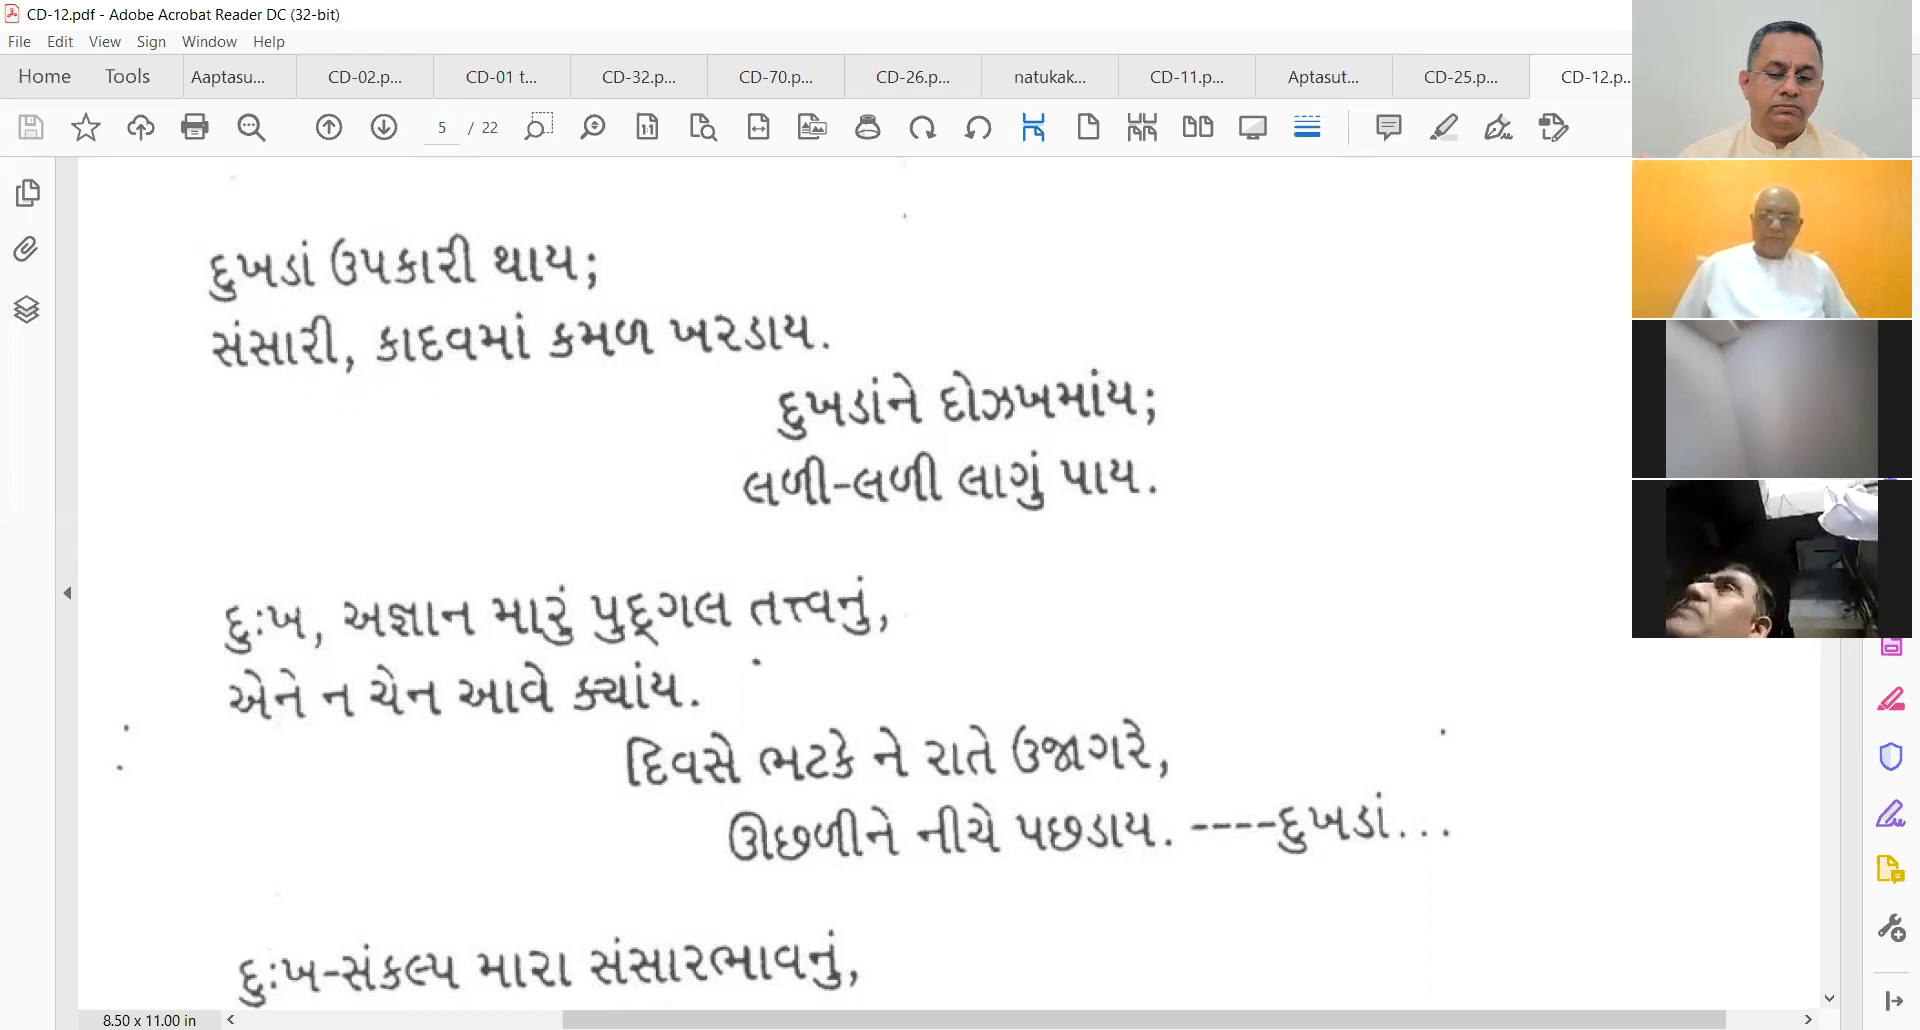 CD-12.pdf - Adobe Acrobat Reader DC (32-bit)
File Edit View Sign Window Help
Home Tools Aaptasu... CD-02.p... CD-01 t... CD-32.p... CD-70.p... CD-26.p... natukak... CD-11.p... Aptasut... CD-25.p... CD-12.p..
5 / 22
દુખડાં ઉપકારી થાય;
સંસારી, કાદવમાં કમળ ખરડાય.
દુખડાંને દોઝખમાંય;
લળી-લળી લાગું પાય.
દુઃખ, અજ્ઞાન મારું પુદ્ગલ તત્ત્વનું,
એને ન ચેન આવે ક્યાંય.
દિવસે ભટકે ને રાતે ઉજાગરે,
ઊછળીને નીચે પછડાય. ----દુખડાં...
દુઃખ-સંકલ્પ મારા સંસારભાવનું,
8.50 x 11.00 in